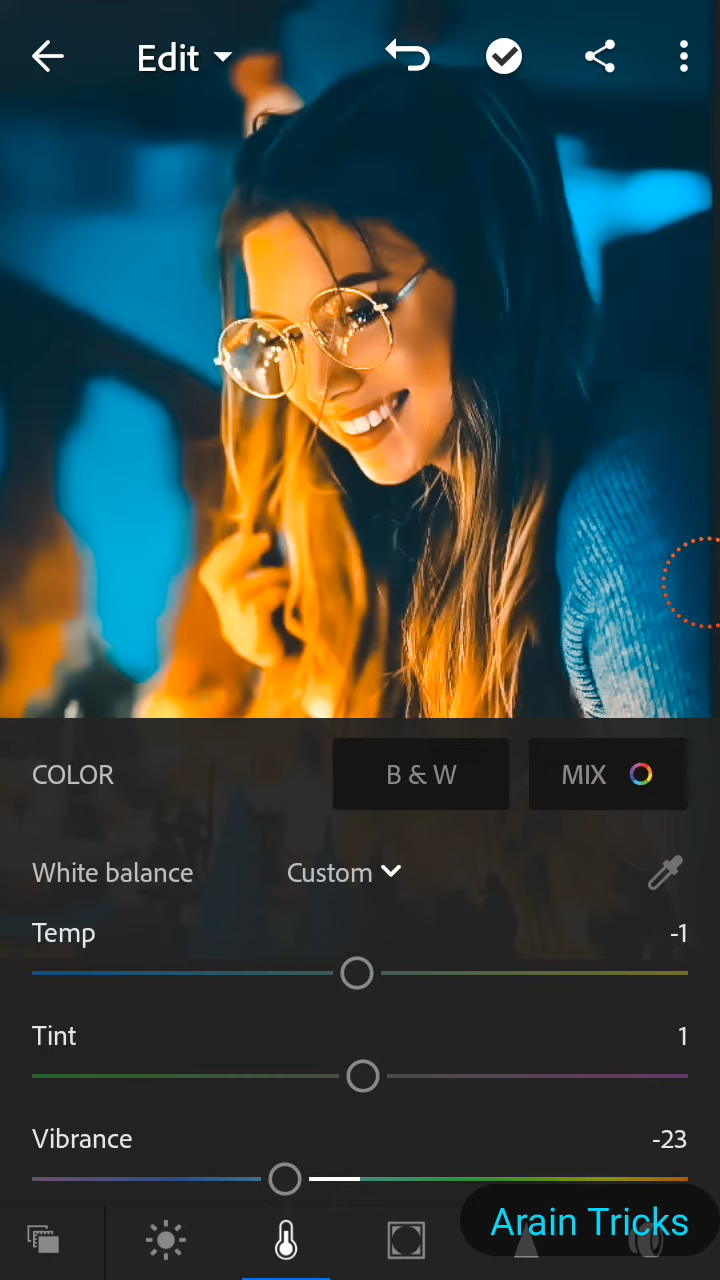 Edit
COLOR
B & W
MIX
White balance
Custom
Temp
-1
Tint
1
Vibrance
-23
Arain Tricks